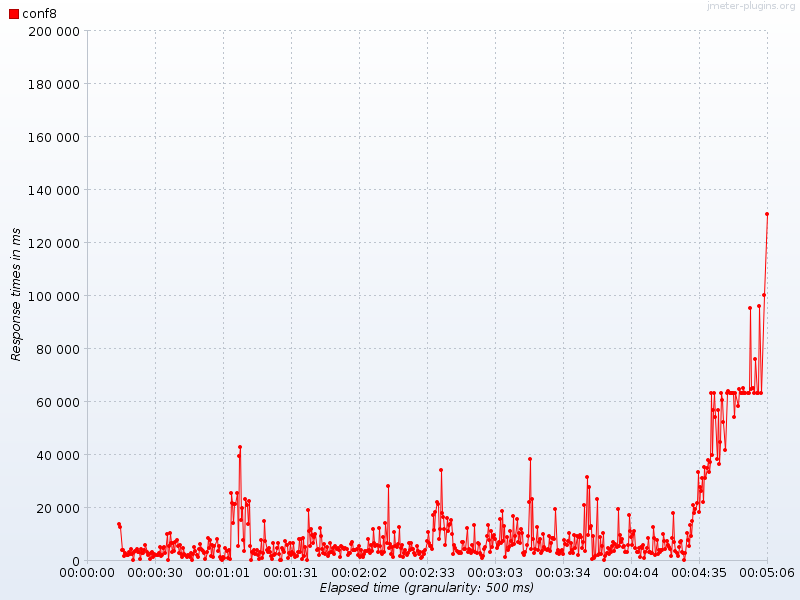 jmeter-plugins.org
conf8
200 000
180 000
160 000
140 000
120 000
100 000
80 000
60 000
40 000
20 000
0
Response times in ms
00:00:00 00:00:30 00:01:01 00:01:31 00:02:02 00:02:33 00:03:03 00:03:34 00:04:04 00:04:35 00:05:06
Elapsed time (granularity: 500 ms)